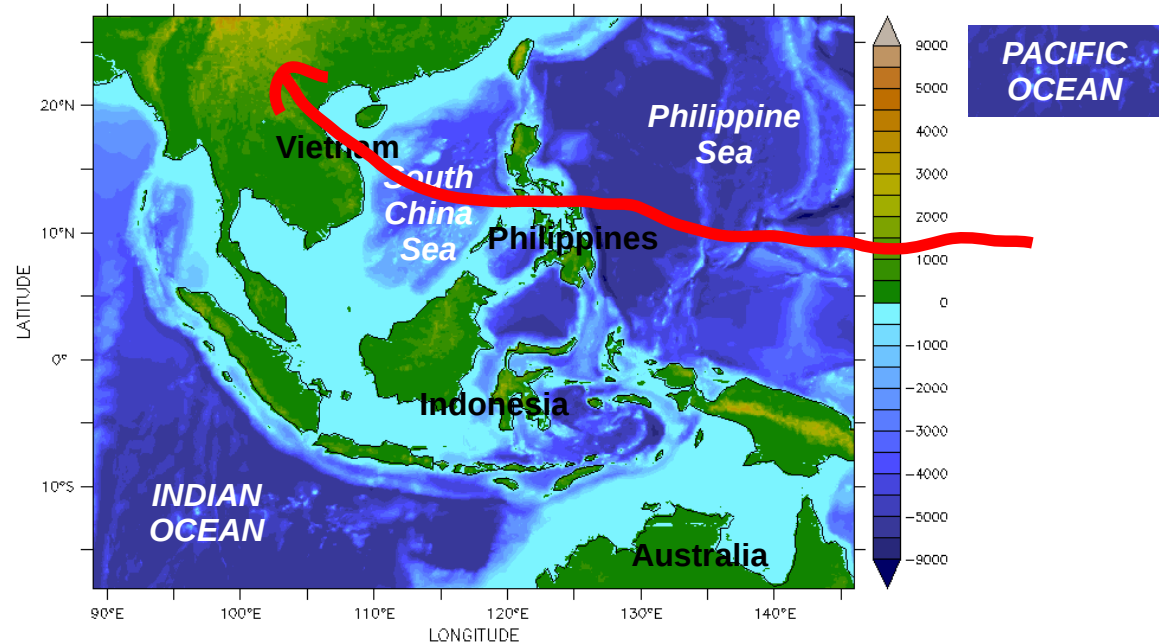 PACIFIC
OCEAN
Philippine
Sea
Vietnam
South
China
Sea
Philippines
Indonesia
INDIAN
OCEAN
Australia
LATITUDE
20°N
10°N
0°
10°S
90°E
100°E
110°E
120°E
130°E
140°E
LONGITUDE
9000
5000
4000
3000
2000
1000
0
−1000
−2000
−3000
−4000
−5000
−9000